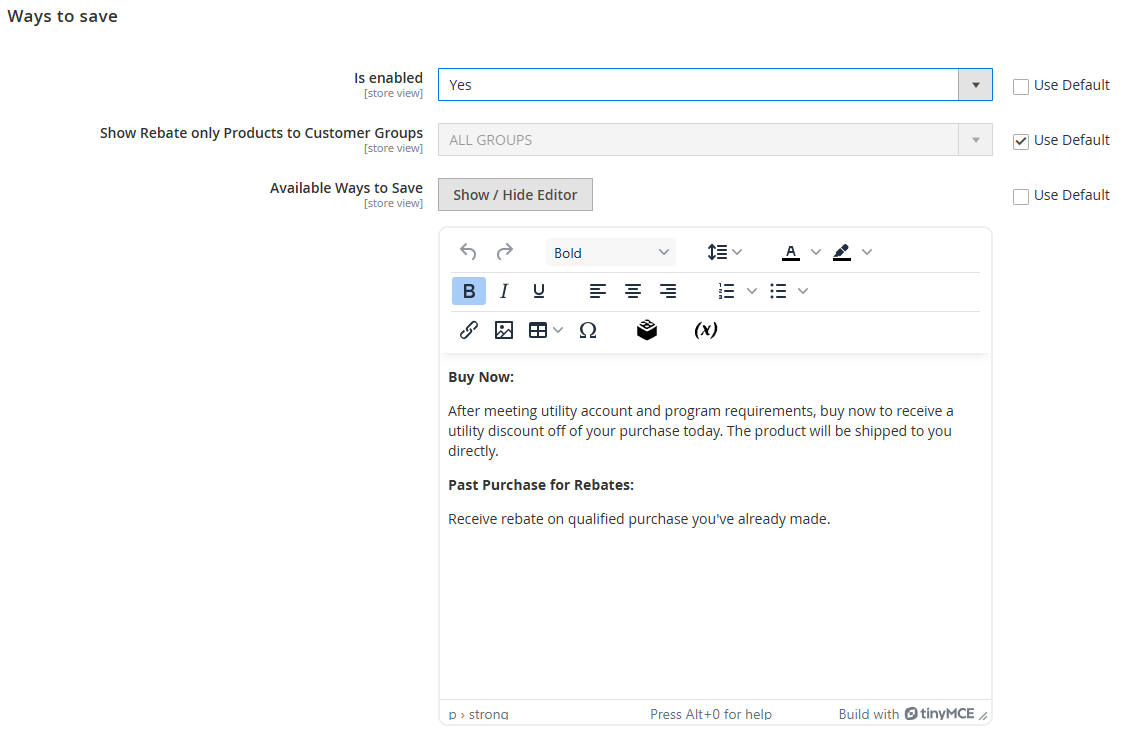 Ways to save
Is enabled
[store view]
Yes
Use Default
Show Rebate only Products to Customer Groups
[store view]
ALL GROUPS
Use Default
Available Ways to Save
[store view]
Show / Hide Editor
Use Default
Bold
A
B I U
Ω (x)
Buy Now:
After meeting utility account and program requirements, buy now to receive a
utility discount off of your purchase today. The product will be shipped to you
directly.
Past Purchase for Rebates:
Receive rebate on qualified purchase you've already made.
p › strong
Press Alt+0 for help
Build with tinyMCE